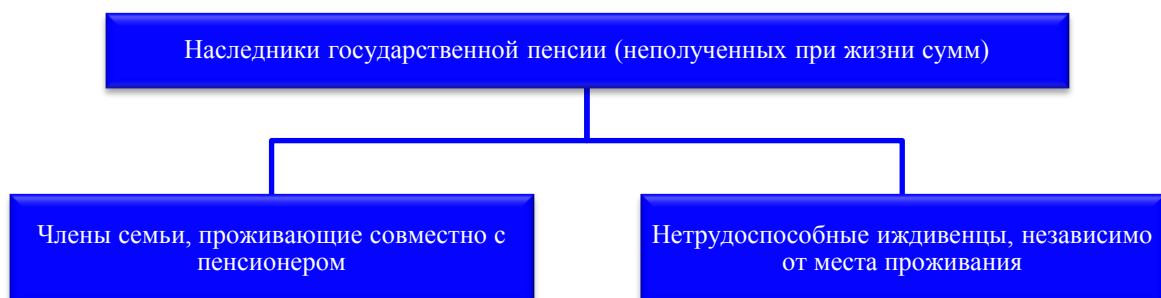 Наследники государственной пенсии (неполученных при жизни сумм)
Члены семьи, проживающие совместно с
пенсионером
Нетрудоспособные иждивенцы, независимо
от места проживания